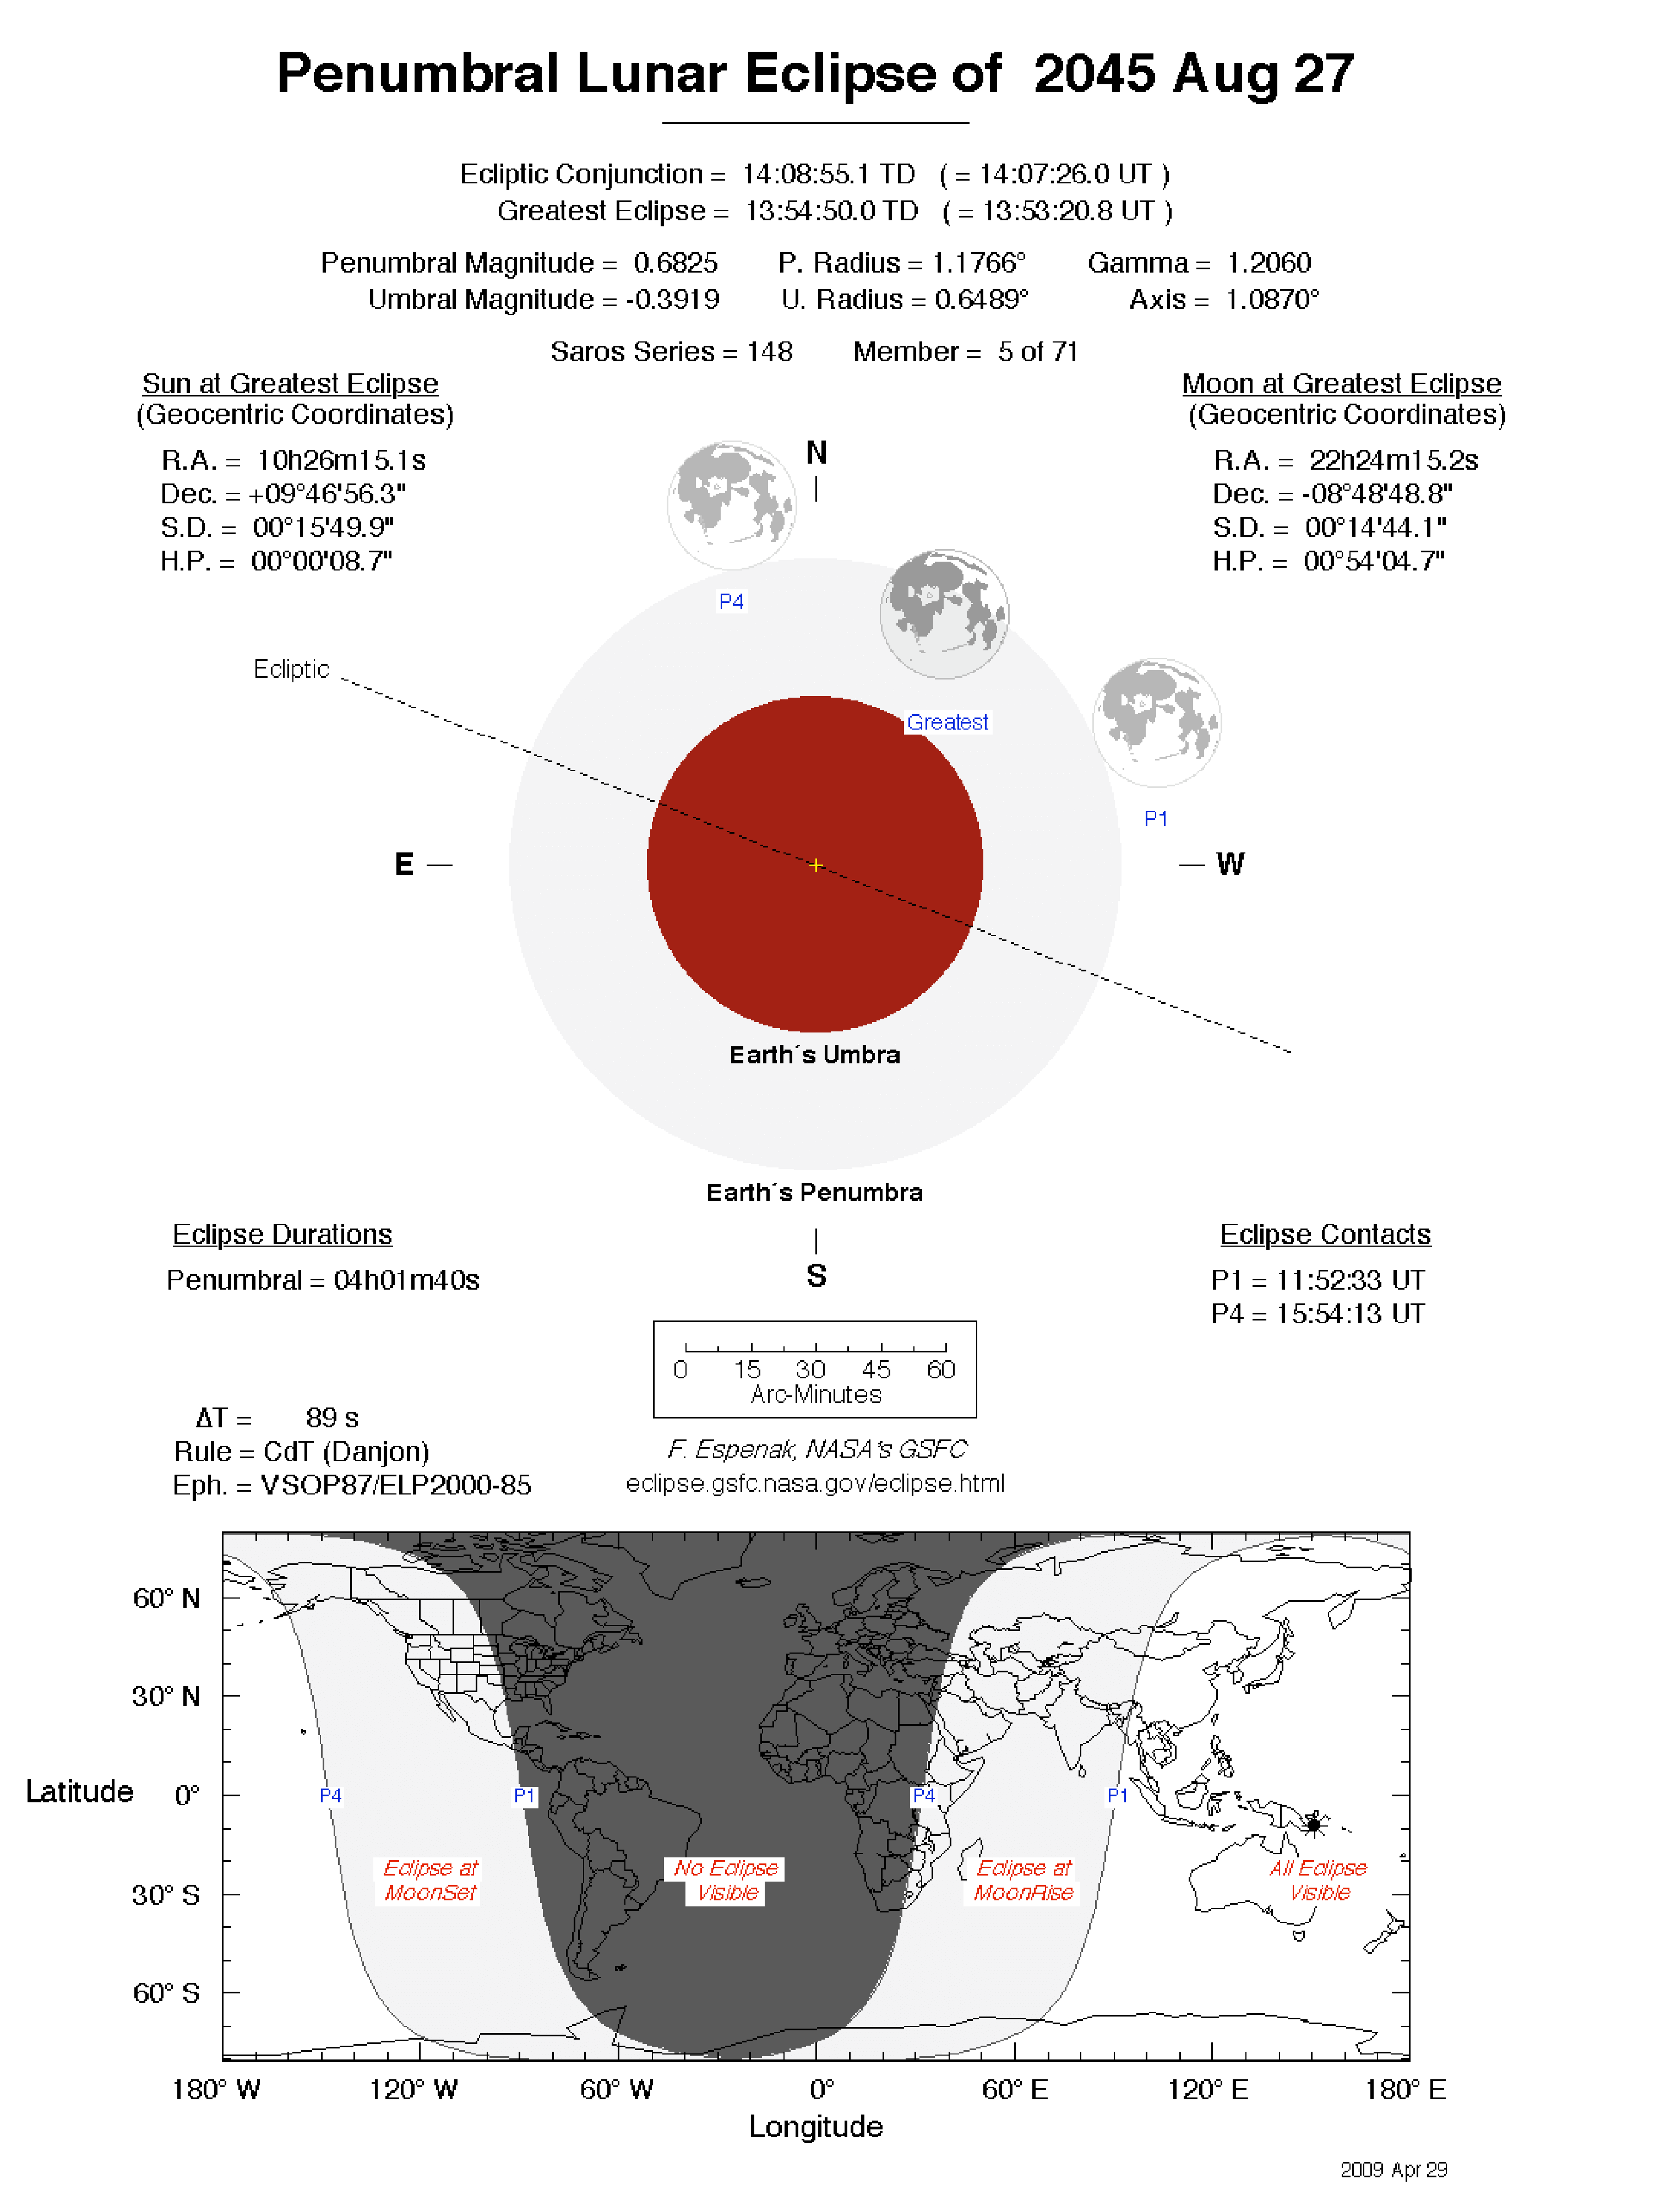 Penumbral Lunar Eclipse of 2045 Aug 27
Ecliptic Conjunction = 14:08:55.1 TD ( = 14:07:26.0 UT )
Greatest Eclipse = 13:54:50.0 TD ( = 13:53:20.8 UT )
Penumbral Magnitude = 0.6825 P. Radius = 1.1766° Gamma = 1.2060
Umbral Magnitude = -0.3919 U. Radius = 0.6489° Axis = 1.0870°
Saros Series = 148 Member = 5 of 71
Sun at Greatest Eclipse
(Geocentric Coordinates)
R.A. = 10h26m15.1s
Dec. = +09°46'56.3"
S.D. = 00°15'49.9"
H.P. = 00°00'08.7"
Moon at Greatest Eclipse
(Geocentric Coordinates)
R.A. = 22h24m15.2s
Dec. = -08°48'48.8"
S.D. = 00°14'44.1"
H.P. = 00°54'04.7"
N
P4
Ecliptic
Greatest
P1
E
W
Earth´s Umbra
Earth´s Penumbra
S
Eclipse Durations
Penumbral = 04h01m40s
Eclipse Contacts
P1 = 11:52:33 UT
P4 = 15:54:13 UT
0 15 30 45 60
Arc-Minutes
ΔT = 89 s
Rule = CdT (Danjon)
Eph. = VSOP87/ELP2000-85
F. Espenak, NASA's GSFC
eclipse.gsfc.nasa.gov/eclipse.html
60° N
30° N
Latitude 0°
30° S
60° S
P4 P1 P4 P1
Eclipse at
MoonSet
No Eclipse
Visible
Eclipse at
MoonRise
All Eclipse
Visible
180° W 120° W 60° W 0° 60° E 120° E 180° E
Longitude
2009 Apr 29